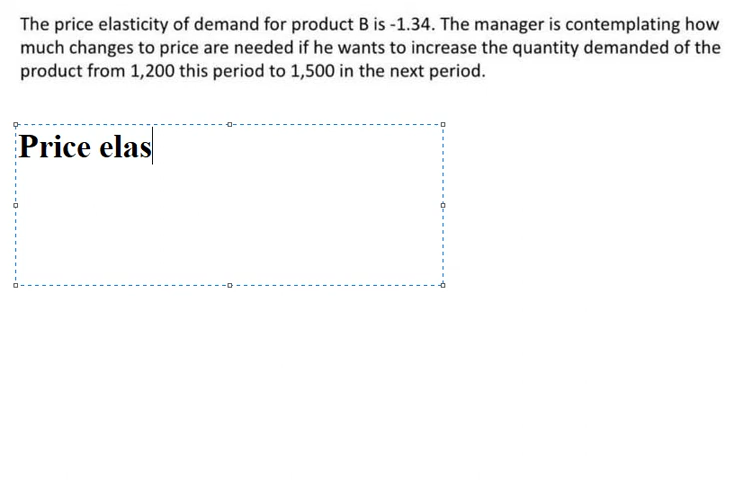 The price elasticity of demand for product B is -1.34. The manager is contemplating how
much changes to price are needed if he wants to increase the quantity demanded of the
product from 1,200 this period to 1,500 in the next period.
Price elas